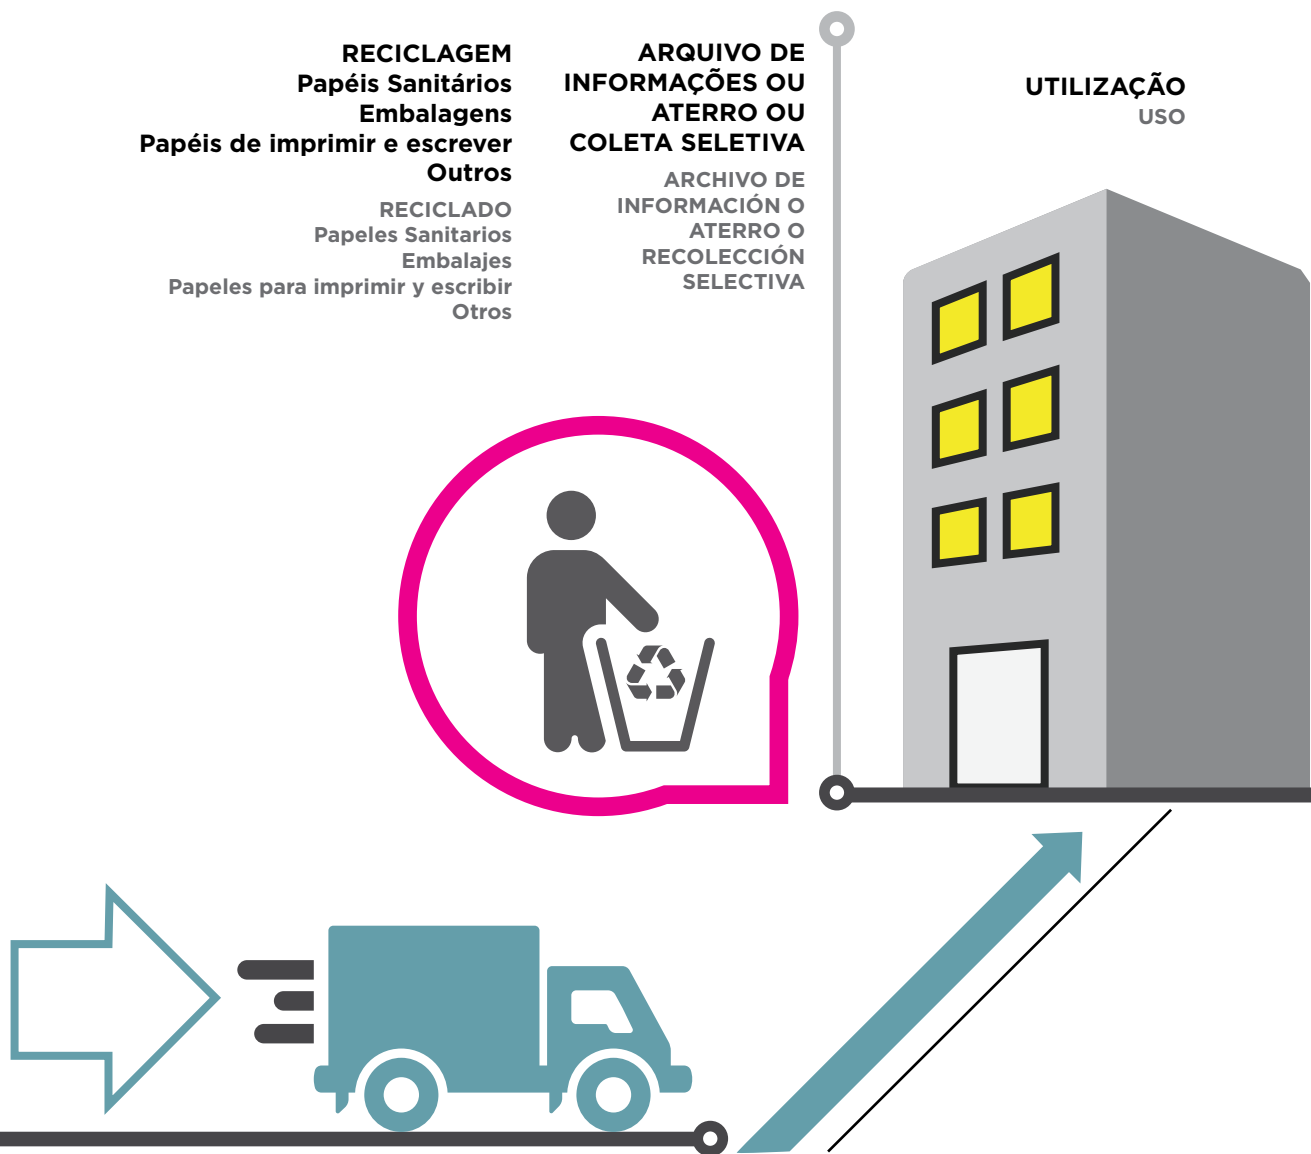 RECICLAGEM
Papéis Sanitários
Embalagens
Papéis de imprimir e escrever
Outros
RECICLADO
Papeles Sanitarios
Embalajes
Papeles para imprimir y escribir
Otros
ARQUIVO DE
INFORMAÇÕES OU
ATERRO OU
COLETA SELETIVA
ARCHIVO DE
INFORMACIÓN O
ATERRO O
RECOLECCIÓN
SELECTIVA
UTILIZAÇÃO
USO